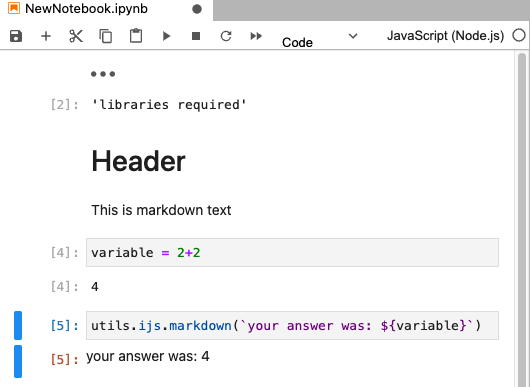 NewNotebook.ipynb
Code
JavaScript (Node.js)
[2]: 'libraries required'
Header
This is markdown text
[4]: variable = 2+2
[4]: 4
[5]: utils.ijs.markdown(`your answer was: ${variable}`)
[5]: your answer was: 4